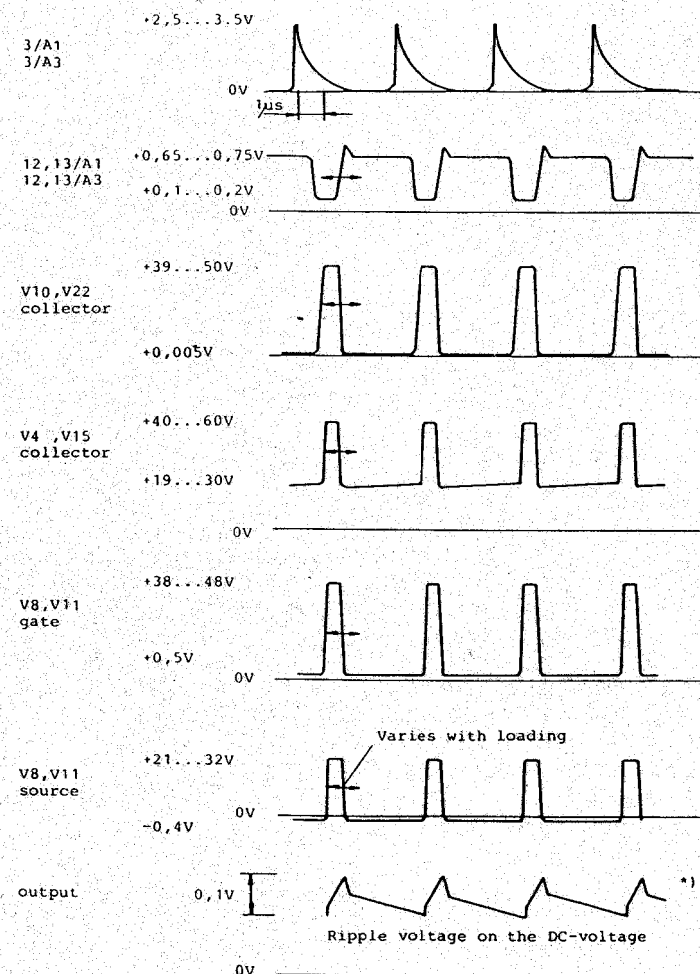 +2,5...3.5V
3/A1
3/A3
0V
1us
12,13/A1
12,13/A3
+0,65...0,75V
+0,1...0,2V
0V
+39...50V
V10,V22
collector
+0,005V
+40...60V
V4 ,V15
collector
+19...30V
0V
+38...48V
V8,V11
gate
+0,5V
0V
Varies with loading
+21...32V
V8,V11
source
0V
-0,4V
output
0,1V
*)
Ripple voltage on the DC-voltage
0V